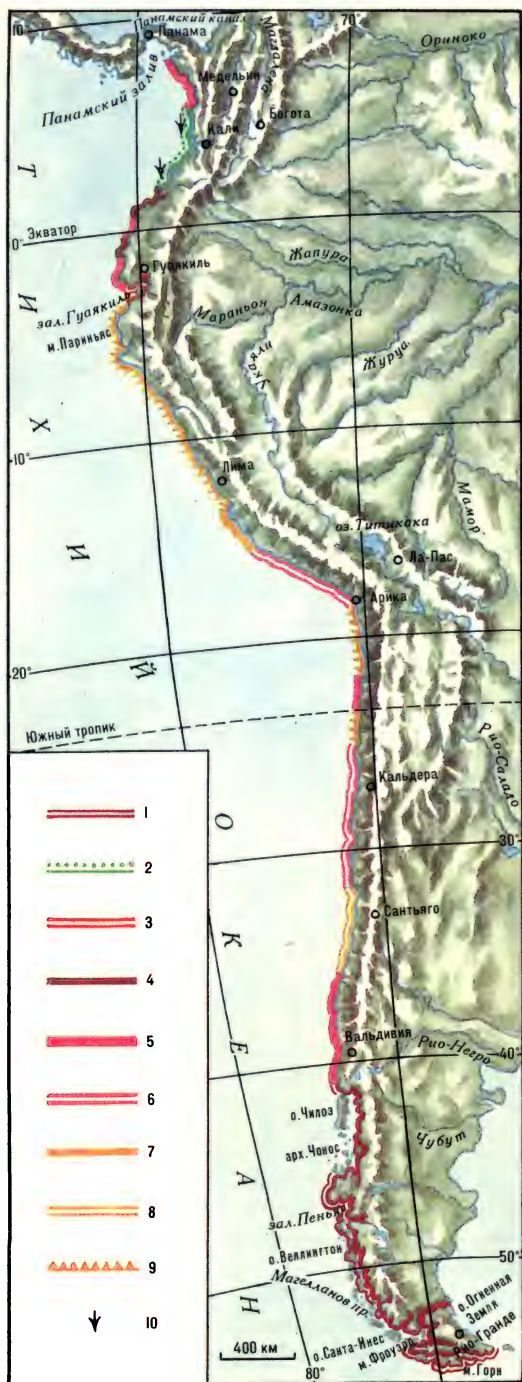 10
Панамский канал
70°
Панама
Магдалена
Ориноко
Панамский залив
Медельин
Богота
Кали
Т
Экватор
0°
Жапура
Гуаякиль
зал. Гуаякиль
И
Мараньон
Амазонка
м. Париньяс
Укаяли
Журуа
Х
-10°
Лима
Мамор
И
оз. Титикака
Ла-Пас
Арика
Й
-20°
Южный тропик
Рио-Саладо
Кальдера
О
30°
Сантьяго
К
Вальдивия
Рио-Негро
Е
40°
о. Чилоэ
Чубут
арх. Чонос
А
зал. Пеньяс
о. Веллингтон
50°
Магелланов пр.
о. Огненная
Земля
Н
Рио-Гранде
о. Санта-Инес
м. Фроуард
400 км
м. Горн
80°
1
2
3
4
5
6
7
8
9
10